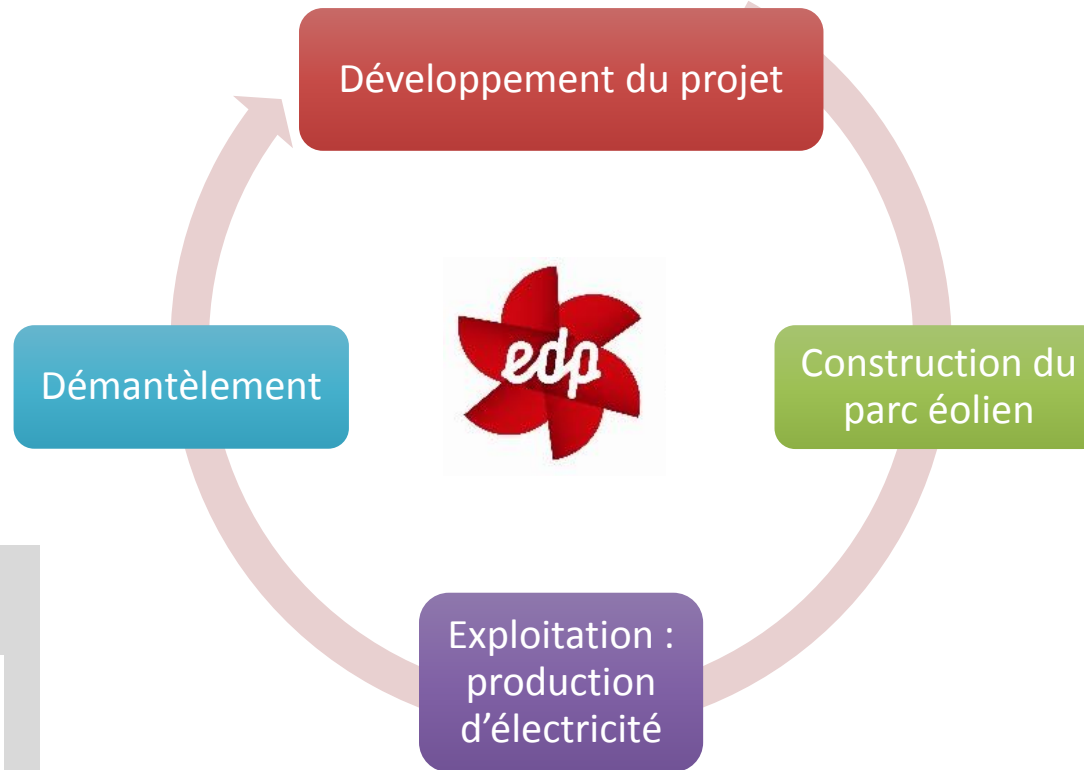 Développement du projet
edp
Construction du
parc éolien
Exploitation :
production
d’électricité
Démantèlement